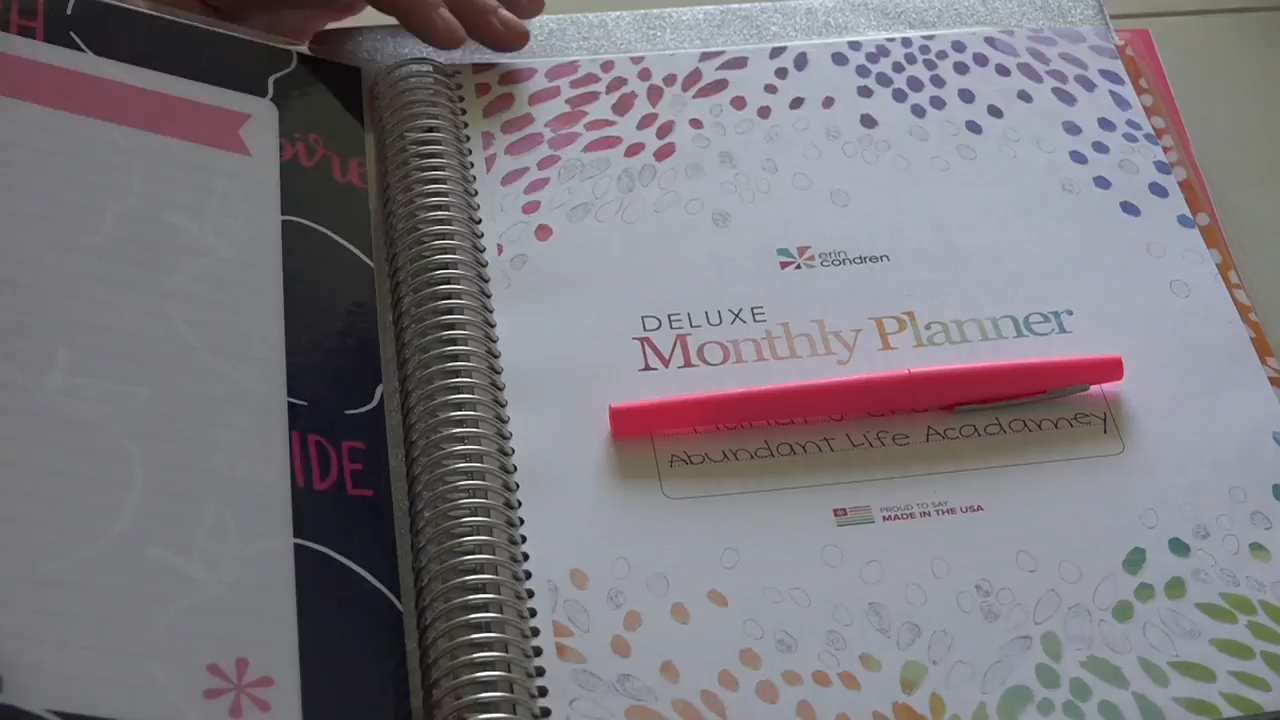 H
IDE
erin
condren
DELUXE
Monthly Planner
Abundant Life Acadamey
PROUD TO SAY
MADE IN THE USA